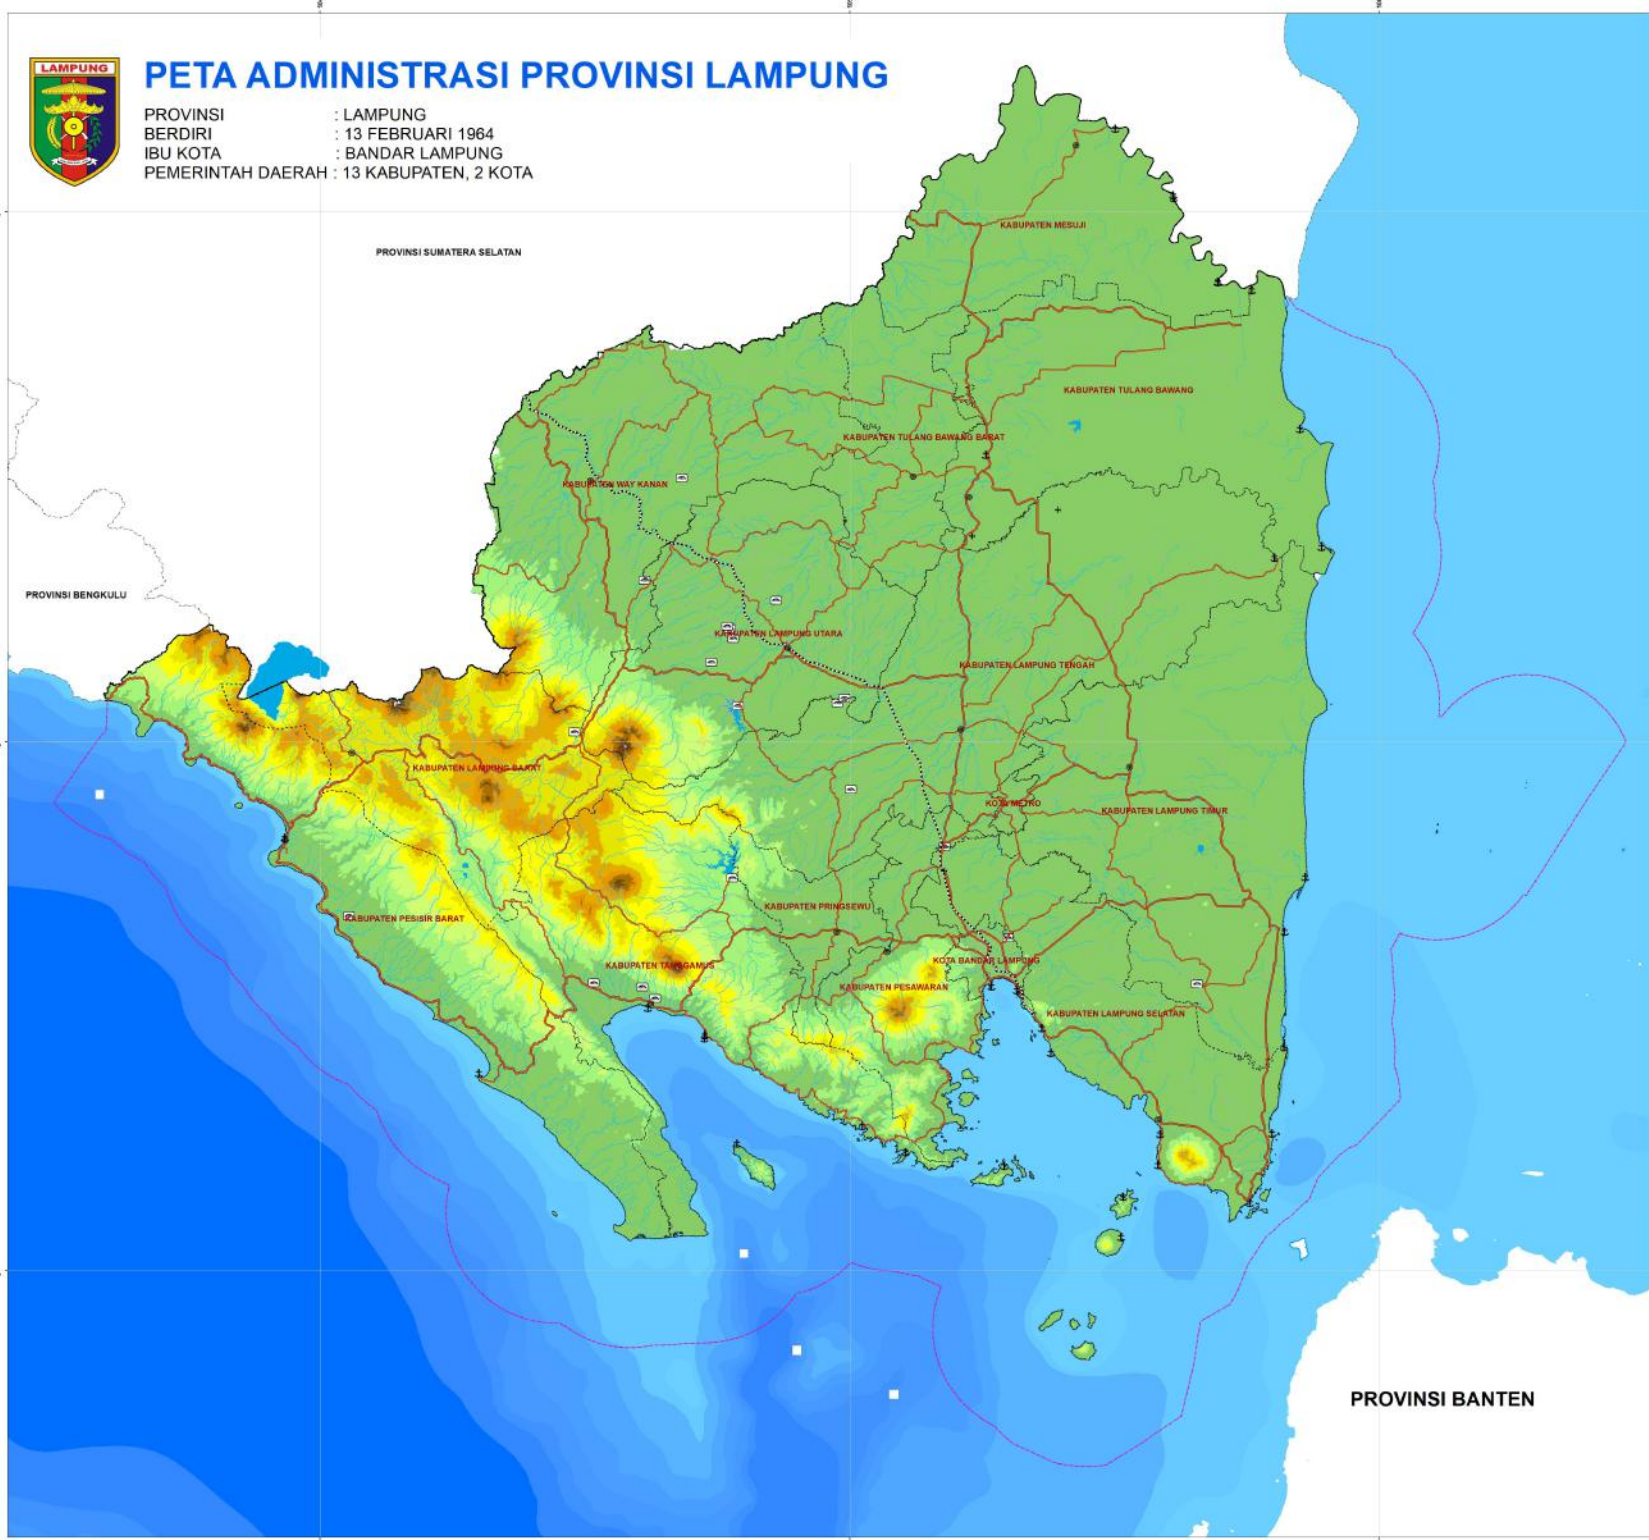 LAMPUNG
PETA ADMINISTRASI PROVINSI LAMPUNG
PROVINSI : LAMPUNG
BERDIRI : 13 FEBRUARI 1964
IBU KOTA : BANDAR LAMPUNG
PEMERINTAH DAERAH : 13 KABUPATEN, 2 KOTA
KABUPATEN MESUJI
PROVINSI SUMATERA SELATAN
KABUPATEN TULANG BAWANG
KABUPATEN TULANG BAWANG BARAT
KABUPATEN WAY KANAN
PROVINSI BENGKULU
KABUPATEN LAMPUNG UTARA
KABUPATEN LAMPUNG TENGAH
KABUPATEN LAMPUNG BARAT
KOTA METRO
KABUPATEN LAMPUNG TIMUR
KABUPATEN PRINGSEWU
KABUPATEN PESISIR BARAT
KOTA BANDAR LAMPUNG
KABUPATEN TANGGAMUS
KABUPATEN PESAWARAN
KABUPATEN LAMPUNG SELATAN
PROVINSI BANTEN